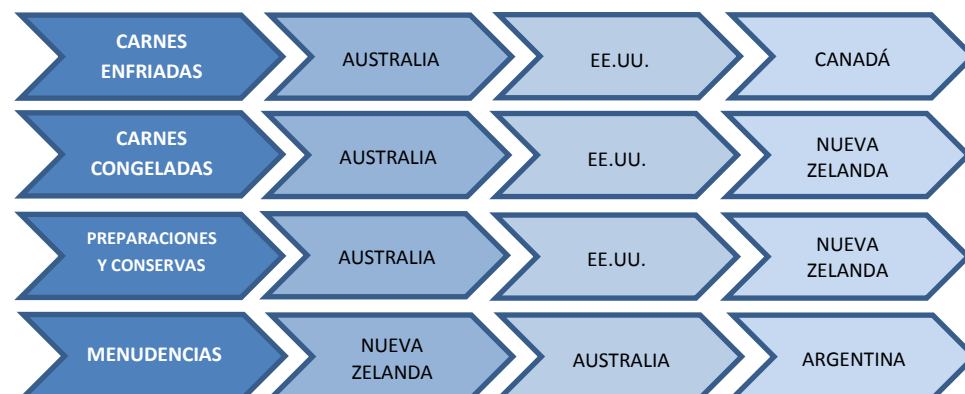 CARNES
ENFRIADAS
AUSTRALIA
EE.UU.
CANADÁ
CARNES
CONGELADAS
AUSTRALIA
EE.UU.
NUEVA
ZELANDA
PREPARACIONES
Y CONSERVAS
AUSTRALIA
EE.UU.
NUEVA
ZELANDA
MENUDENCIAS
NUEVA
ZELANDA
AUSTRALIA
ARGENTINA